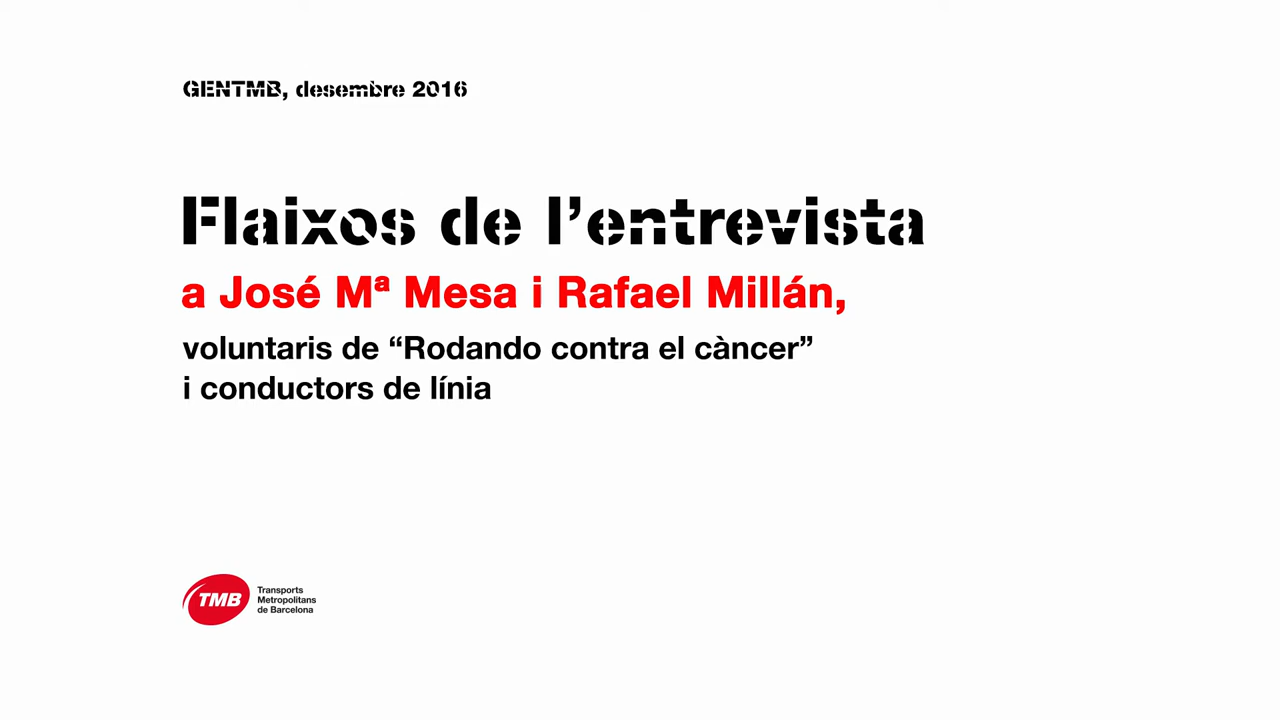 GENTMB, desembre 2016
Flaixos de l’entrevista
a José Mª Mesa i Rafael Millán,
voluntaris de “Rodando contra el càncer”
i conductors de línia
TMB
Transports
Metropolitans
de Barcelona